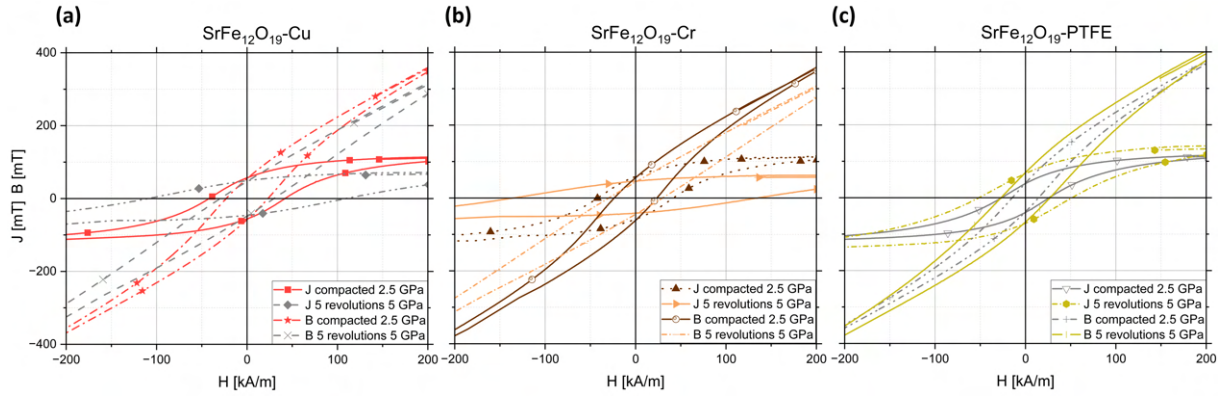 (a)
SrFe12O19-Cu
(b)
SrFe12O19-Cr
(c)
SrFe12O19-PTFE
J [mT] B [mT]
400
200
0
−200
−400
J compacted 2.5 GPa
J 5 revolutions 5 GPa
B compacted 2.5 GPa
B 5 revolutions 5 GPa
J compacted 2.5 GPa
J 5 revolutions 5 GPa
B compacted 2.5 GPa
B 5 revolutions 5 GPa
J compacted 2.5 GPa
J 5 revolutions 5 GPa
B compacted 2.5 GPa
B 5 revolutions 5 GPa
−200 −100 0 100 200
−200 −100 0 100 200
−200 −100 0 100 200
H [kA/m]
H [kA/m]
H [kA/m]